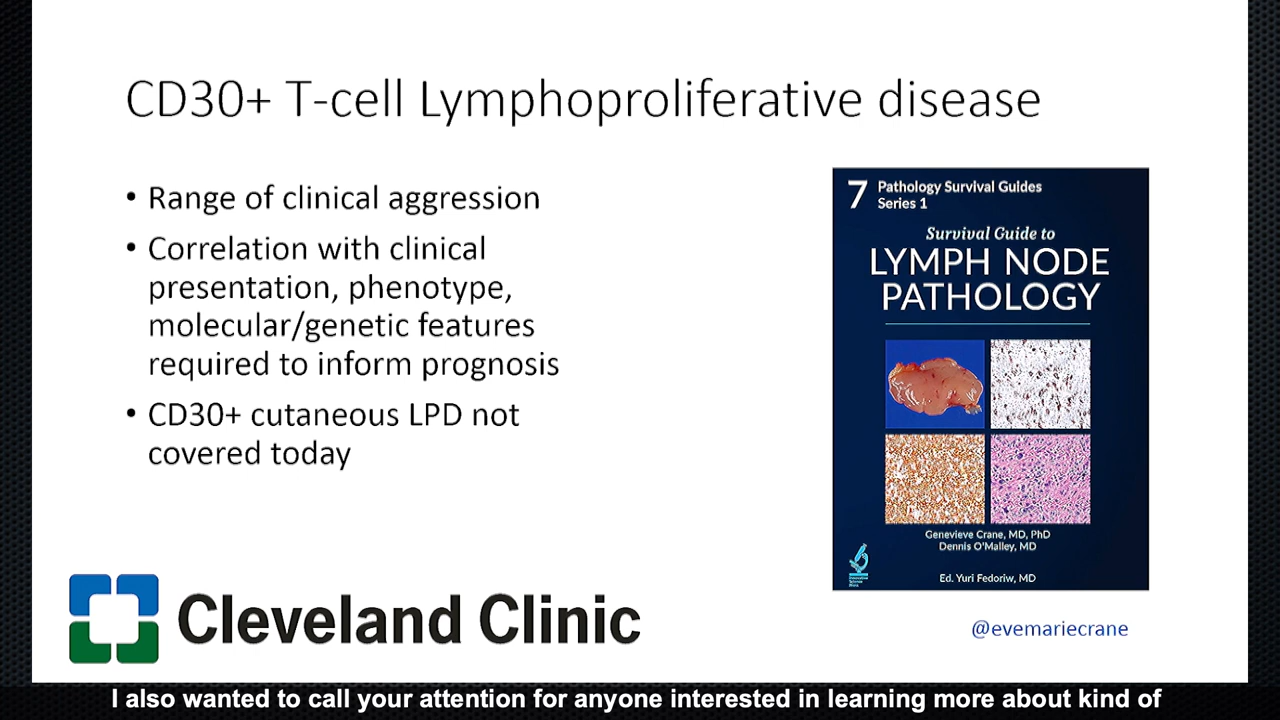 CD30+ T-cell Lymphoproliferative disease
• Range of clinical aggression
• Correlation with clinical
presentation, phenotype,
molecular/genetic features
required to inform prognosis
• CD30+ cutaneous LPD not
covered today
7 Pathology Survival Guides
Series 1
Survival Guide to
LYMPH NODE
PATHOLOGY
Genevieve Crane, MD, PhD
Dennis O'Malley, MD
Ed. Yuri Fedoriw, MD
Cleveland Clinic
@evemariecrane
I also wanted to call your attention for anyone interested in learning more about kind of